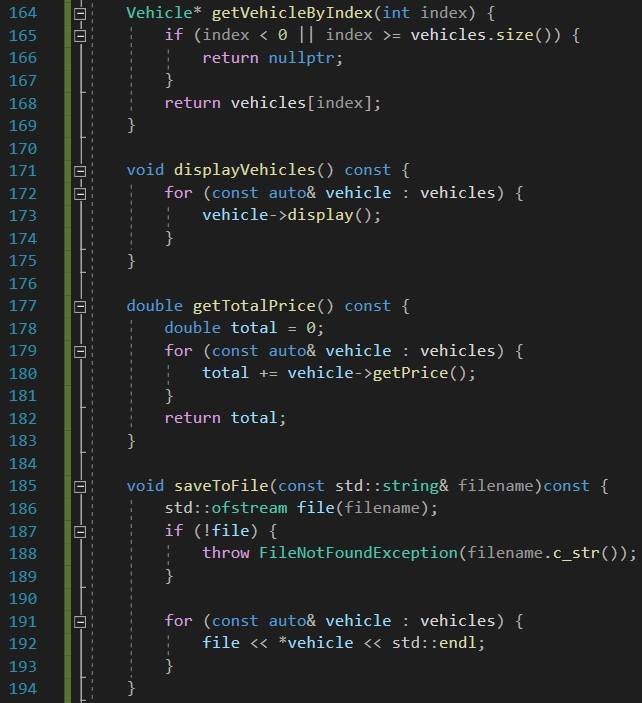 164 Vehicle* getVehicleByIndex(int index) {
165 if (index < 0 || index >= vehicles.size()) {
166 return nullptr;
167 }
168 return vehicles[index];
169 }
170
171 void displayVehicles() const {
172 for (const auto& vehicle : vehicles) {
173 vehicle->display();
174 }
175 }
176
177 double getTotalPrice() const {
178 double total = 0;
179 for (const auto& vehicle : vehicles) {
180 total += vehicle->getPrice();
181 }
182 return total;
183 }
184
185 void saveToFile(const std::string& filename)const {
186 std::ofstream file(filename);
187 if (!file) {
188 throw FileNotFoundException(filename.c_str());
189 }
190
191 for (const auto& vehicle : vehicles) {
192 file << *vehicle << std::endl;
193 }
194 }